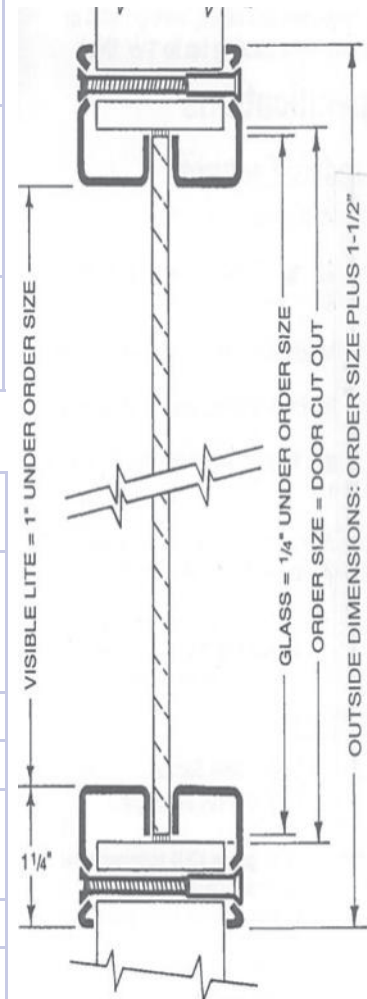 VISIBLE LITE = 1" UNDER ORDER SIZE
1 1/4"
GLASS = 1/4" UNDER ORDER SIZE
ORDER SIZE = DOOR CUT OUT
OUTSIDE DIMENSIONS: ORDER SIZE PLUS 1-1/2"